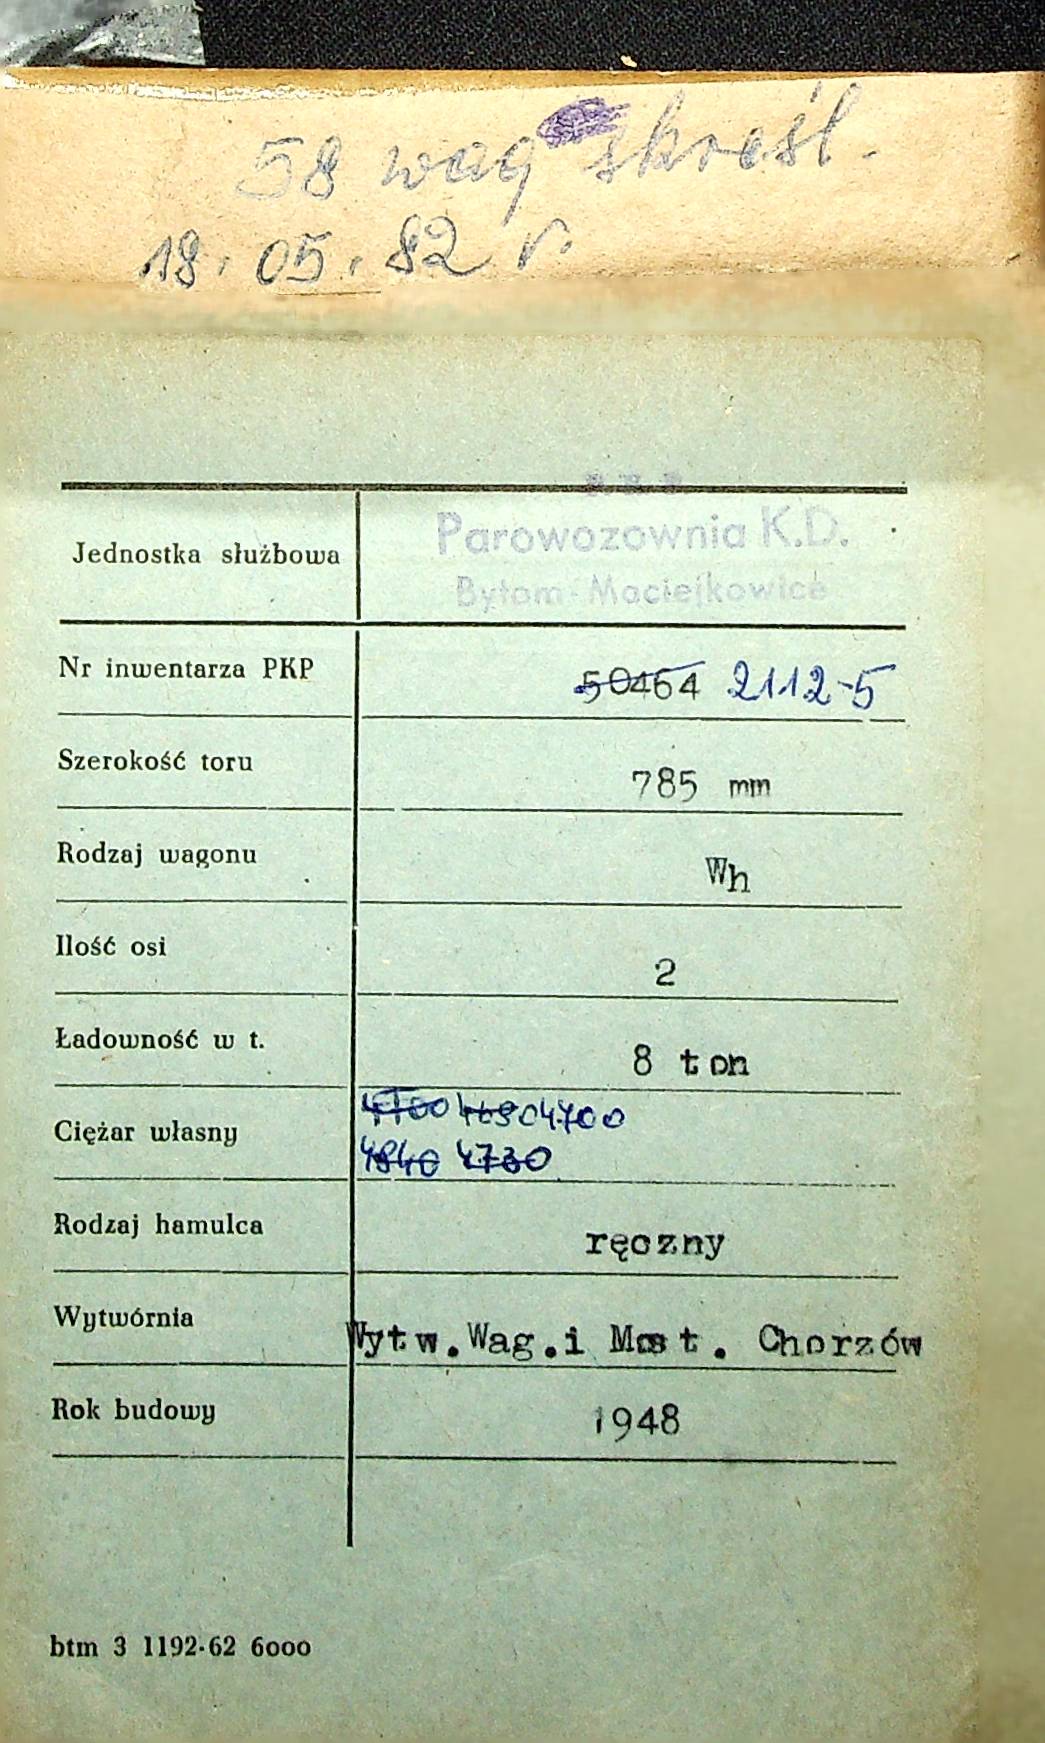 58 wag skreśl.
18.05.82 r.
P.K.P.
Jednostka służbowa Parowozownia K.D.
Bytom-Maciejkowice
Nr inwentarza PKP 50464 2112-5
Szerokość toru 785 mm
Rodzaj wagonu Wh
Ilość osi 2
Ładowność w t. 8 ton
4700
Ciężar własny 4840 4730
Rodzaj hamulca ręczny
Wytwórnia Wytw.Wag.i Most. Chorzów
Rok budowy 1948
btm 3 1192-62 6000